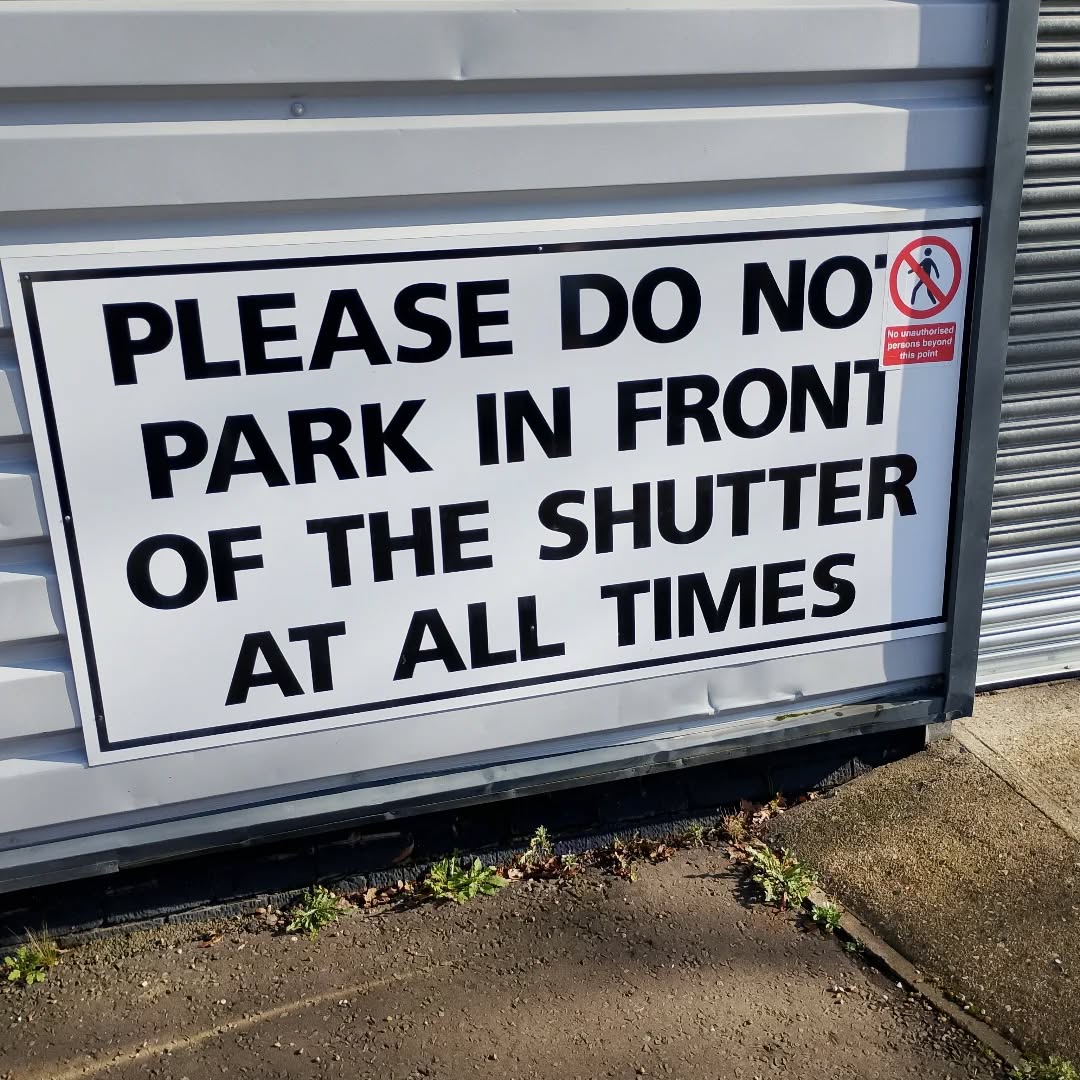 PLEASE DO NOT
PARK IN FRONT
OF THE SHUTTER
AT ALL TIMES
No unauthorised
persons beyond
this point